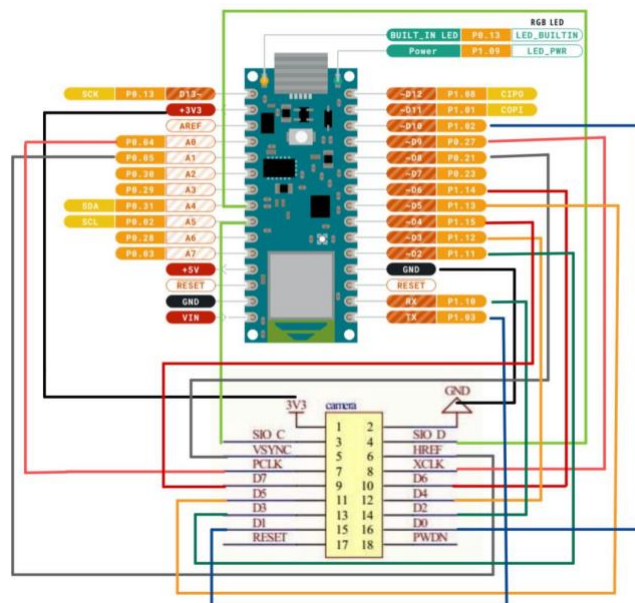 RGB LED
BUILT_IN LED P0.13 LED_BUILTIN
Power P1.09 LED_PWR
SCK P0.13 D13~ ~D12 P1.08 CIPO
+3V3 ~D11 P1.01 COPI
AREF ~D10 P1.02
P0.04 A0 ~D9 P0.27
P0.05 A1 ~D8 P0.21
P0.30 A2 ~D7 P0.23
P0.29 A3 ~D6 P1.14
SDA P0.31 A4 ~D5 P1.13
SCL P0.02 A5 ~D4 P1.15
P0.28 A6 ~D3 P1.12
P0.03 A7 ~D2 P1.11
+5V GND
RESET RESET
GND RX P1.10
VIN TX P1.03
GND
3V3 camera
1 2
SIO C 3 4 SIO D
VSYNC 5 6 HREF
PCLK 7 8 XCLK
D7 9 10 D6
D5 11 12 D4
D3 13 14 D2
D1 15 16 D0
RESET 17 18 PWDN